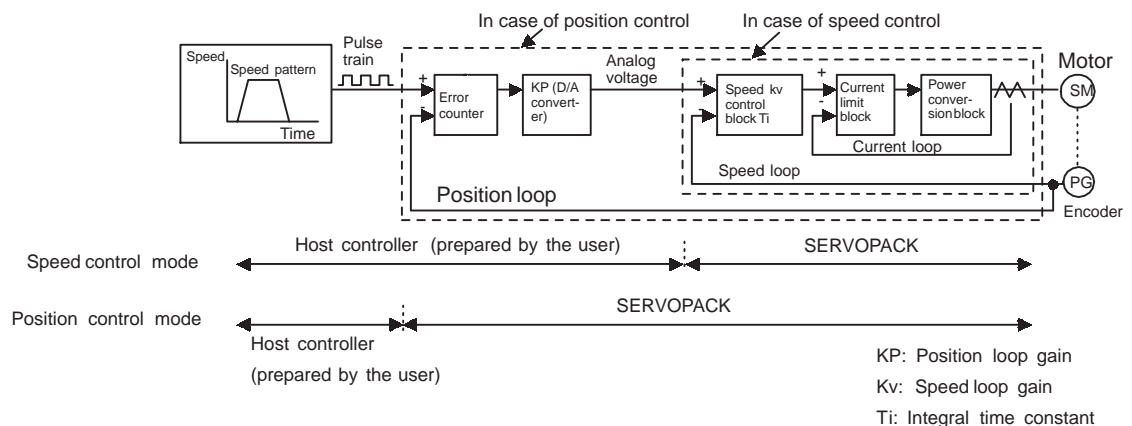 In case of position control
In case of speed control
Speed
Speed pattern
Time
Pulse
train
+
-
Error
counter
KP (D/A
convert-
er)
Analog
voltage
+
-
Speed kv
control
block Ti
+
-
Current
limit
block
Power
conver-
sion block
Motor
SM
Current loop
Speed loop
Position loop
PG
Encoder
Speed control mode
Host controller (prepared by the user)
SERVOPACK
Position control mode
SERVOPACK
Host controller
(prepared by the user)
KP: Position loop gain
Kv: Speed loop gain
Ti: Integral time constant